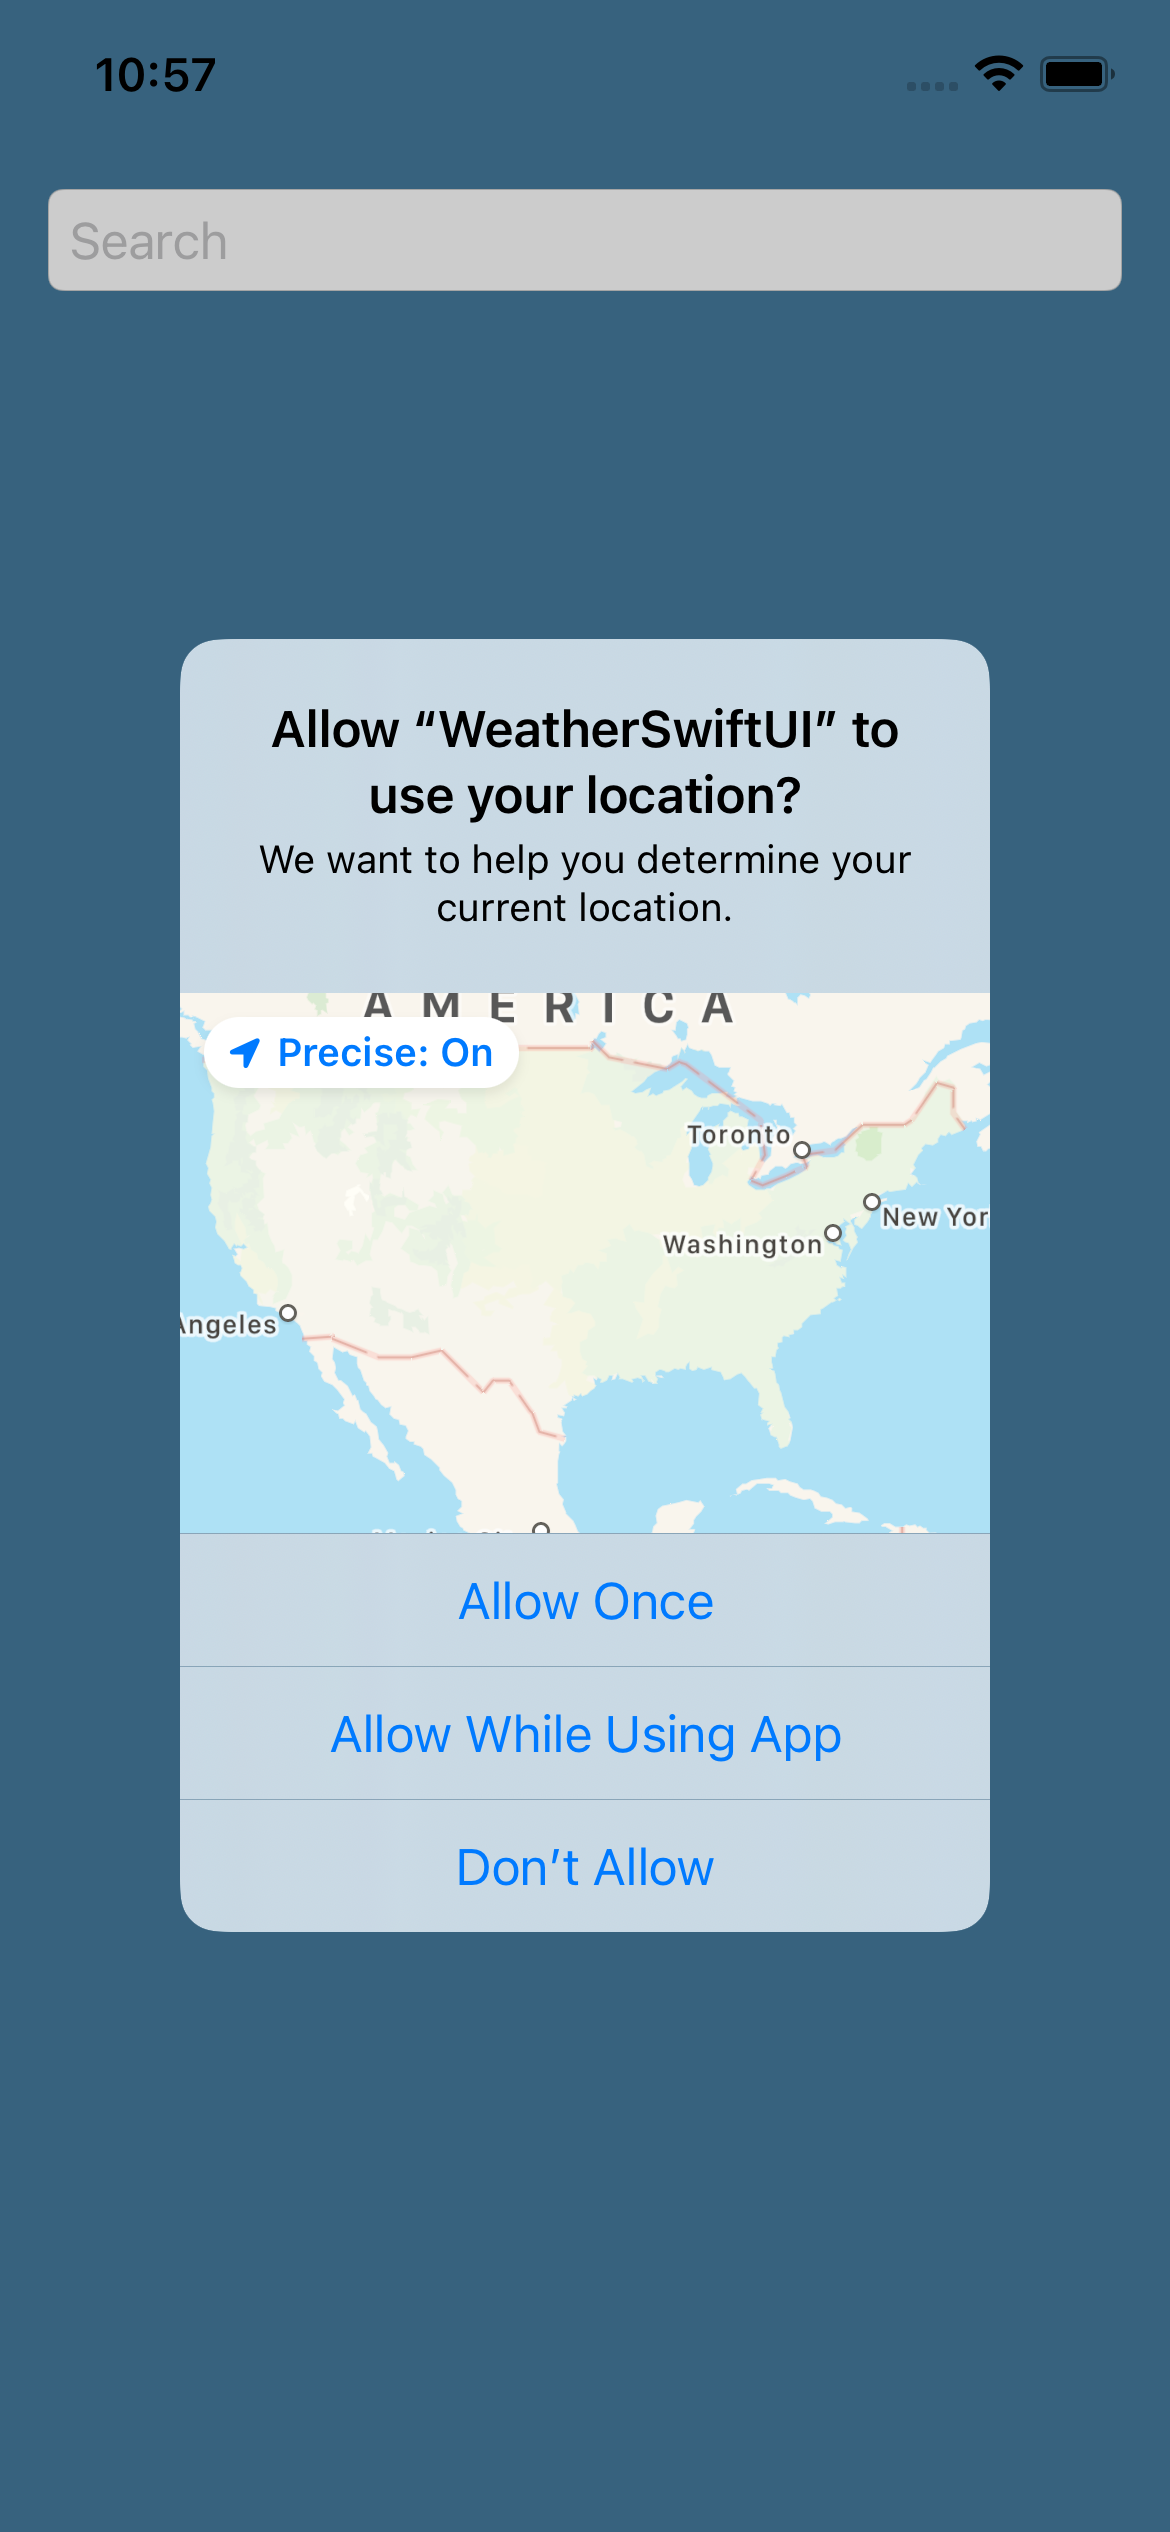 10:57
Search
Allow “WeatherSwiftUI” to
use your location?
We want to help you determine your
current location.
AMERICA
Precise: On
Toronto
New Yor
Washington
Angeles
Allow Once
Allow While Using App
Don’t Allow